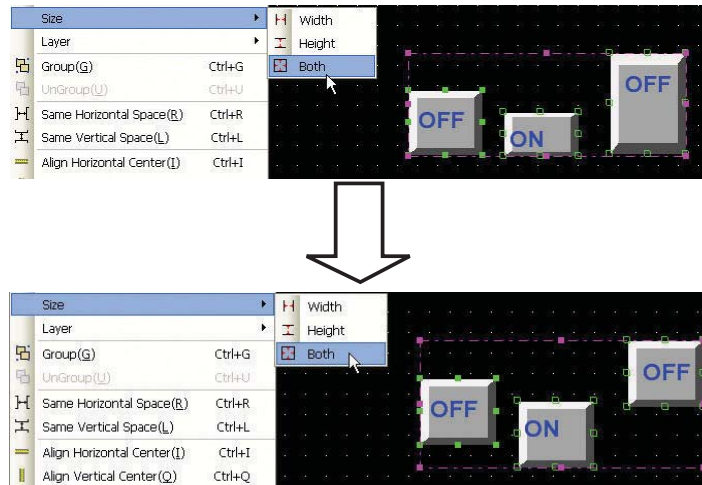 Size
Layer
Group(G) Ctrl+G
UnGroup(U) Ctrl+U
Same Horizontal Space(R) Ctrl+R
Same Vertical Space(L) Ctrl+L
Align Horizontal Center(I) Ctrl+I
Width
Height
Both
OFF
ON
OFF
Size
Layer
Group(G) Ctrl+G
UnGroup(U) Ctrl+U
Same Horizontal Space(R) Ctrl+R
Same Vertical Space(L) Ctrl+L
Align Horizontal Center(I) Ctrl+I
Align Vertical Center(Q) Ctrl+Q
Width
Height
Both
OFF
ON
OFF